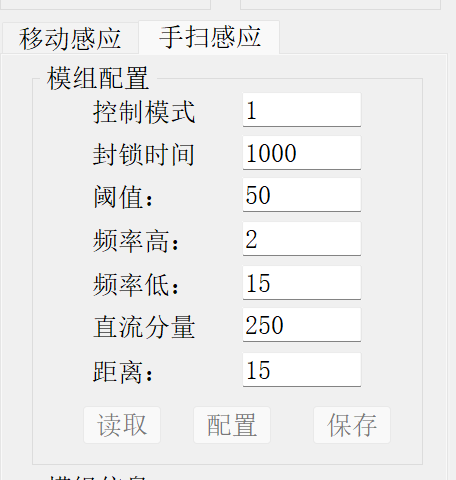 移动感应 手扫感应
模组配置
控制模式 1
封锁时间 1000
阈值： 50
频率高： 2
频率低： 15
直流分量 250
距离： 15
读取 配置 保存